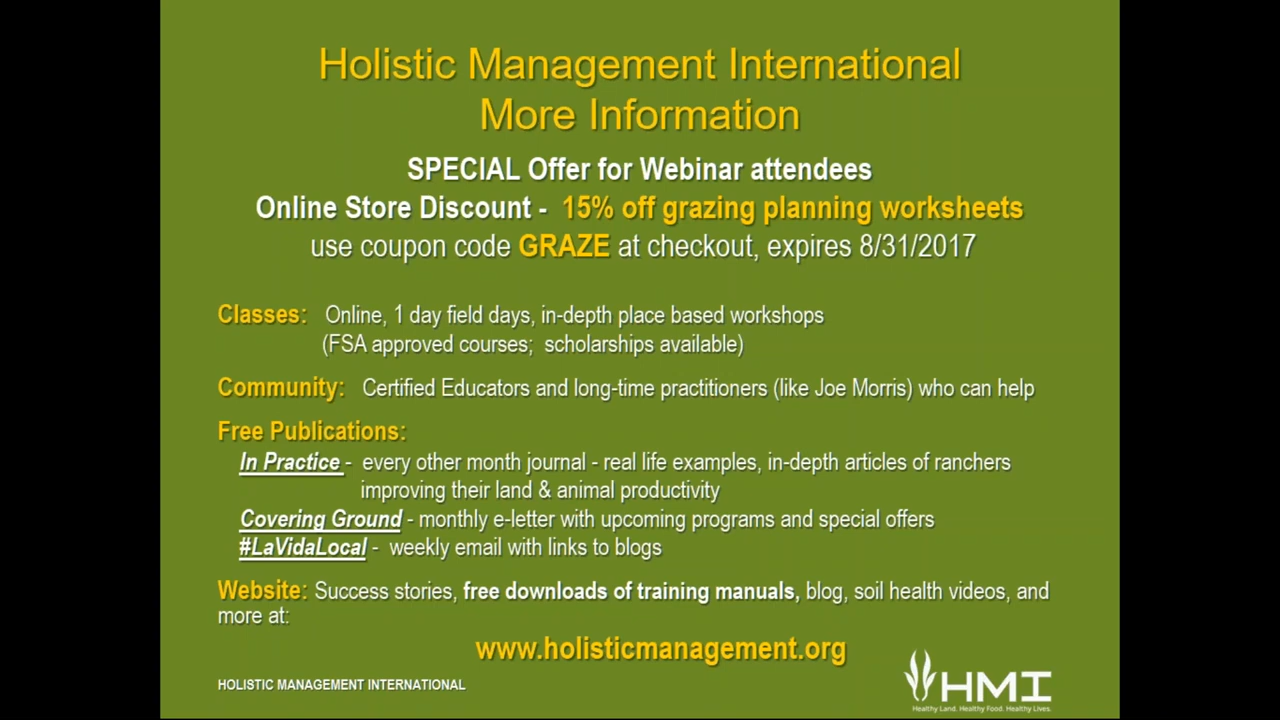 Holistic Management International
More Information
SPECIAL Offer for Webinar attendees
Online Store Discount - 15% off grazing planning worksheets
use coupon code GRAZE at checkout, expires 8/31/2017
Classes: Online, 1 day field days, in-depth place based workshops
(FSA approved courses; scholarships available)
Community: Certified Educators and long-time practitioners (like Joe Morris) who can help
Free Publications:
In Practice - every other month journal - real life examples, in-depth articles of ranchers
improving their land & animal productivity
Covering Ground - monthly e-letter with upcoming programs and special offers
#LaVidaLocal - weekly email with links to blogs
Website: Success stories, free downloads of training manuals, blog, soil health videos, and
more at:
www.holisticmanagement.org
HOLISTIC MANAGEMENT INTERNATIONAL
HMI
Healthy Land. Healthy Food. Healthy Lives.